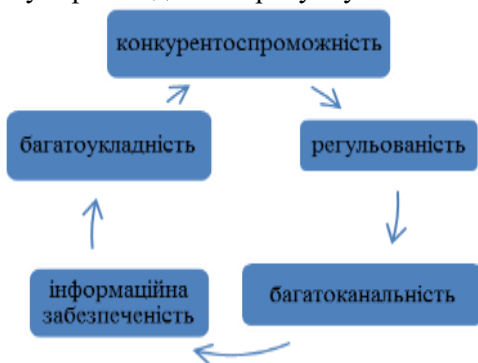 конкурентоспроможність
багатоукладність
регульованість
інформаційна
забезпеченість
багатоканальність